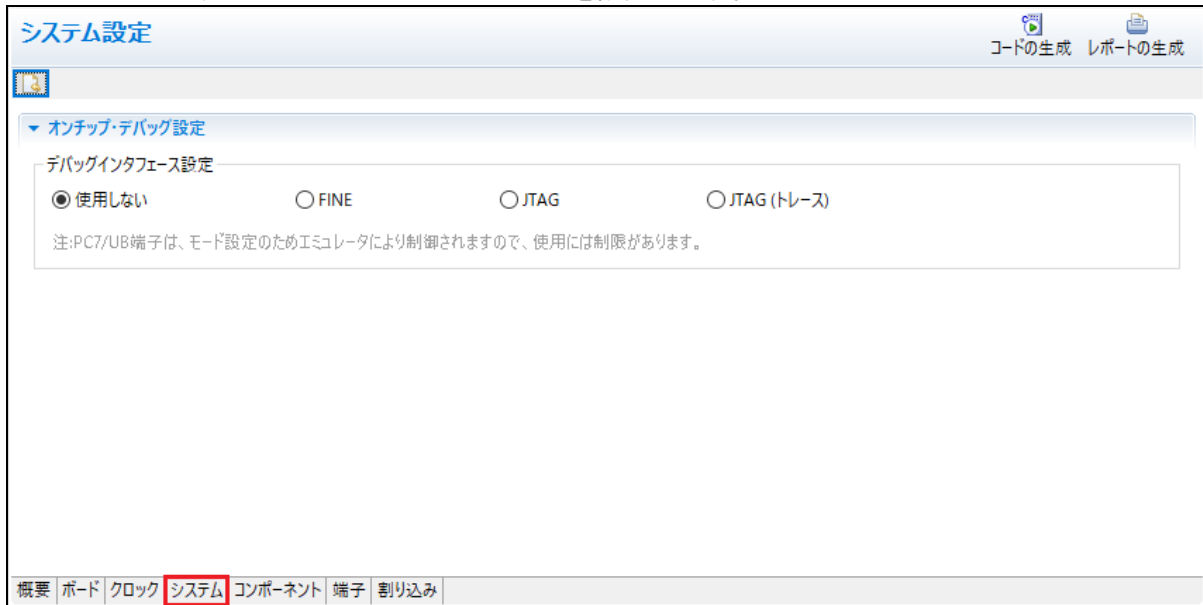 システム設定
コードの生成 レポートの生成
オンチップ・デバッグ設定
デバッグインタフェース設定
使用しない FINE JTAG JTAG (トレース)
注:PC7/UB端子は、モード設定のためエミュレータにより制御されますので、使用には制限があります。
概要 ボード クロック システム コンポーネント 端子 割り込み